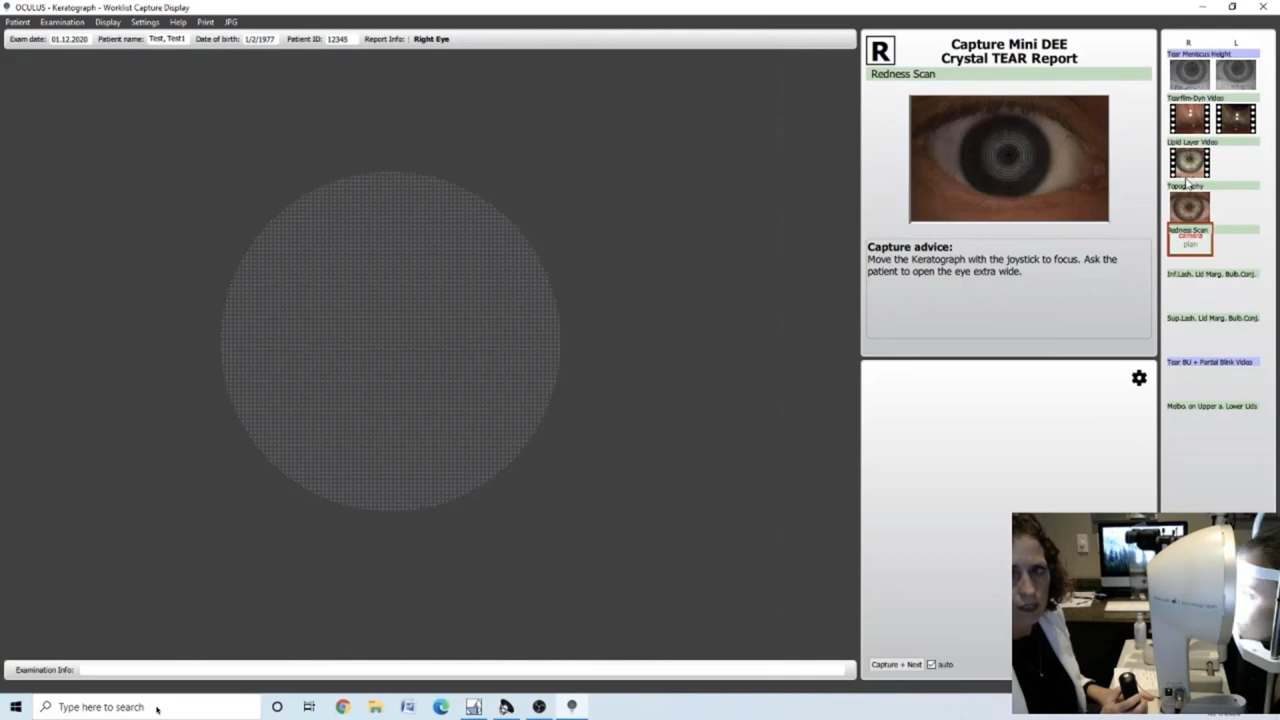 OCULUS - Keratograph - Worklist Capture Display
Patient Examination Display Settings Help Print JPG
Exam date: 01.12.2020 Patient name: Test, Test1 Date of birth: 1/2/1977 Patient ID: 12345 Report Info: | Right Eye
R
Capture Mini DEE
Crystal TEAR Report
Redness Scan
Capture advice:
Move the Keratograph with the joystick to focus. Ask the
patient to open the eye extra wide.
Capture + Next auto
R L
Tear Meniscus Height
Tearfilm-Dyn Video
Lipid Layer Video
Topography
Redness Scan
camera
plan
Inf.Lash. Lid Marg. Bulb.Conj.
Sup.Lash. Lid Marg. Bulb.Conj.
Tear BU + Partial Blink Video
Meibo. on Upper a. Lower Lids
Examination Info:
Type here to search